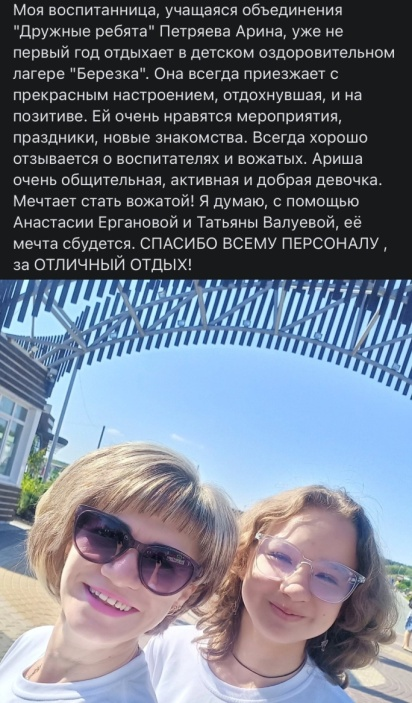 Моя воспитанница, учащаяся объединения
"Дружные ребята" Петряева Арина, уже не
первый год отдыхает в детском оздоровительном
лагере "Березка". Она всегда приезжает с
прекрасным настроением, отдохнувшая, и на
позитиве. Ей очень нравятся мероприятия,
праздники, новые знакомства. Всегда хорошо
отзывается о воспитателях и вожатых. Ариша
очень общительная, активная и добрая девочка.
Мечтает стать вожатой! Я думаю, с помощью
Анастасии Ергановой и Татьяны Валуевой, её
мечта сбудется. СПАСИБО ВСЕМУ ПЕРСОНАЛУ ,
за ОТЛИЧНЫЙ ОТДЫХ!